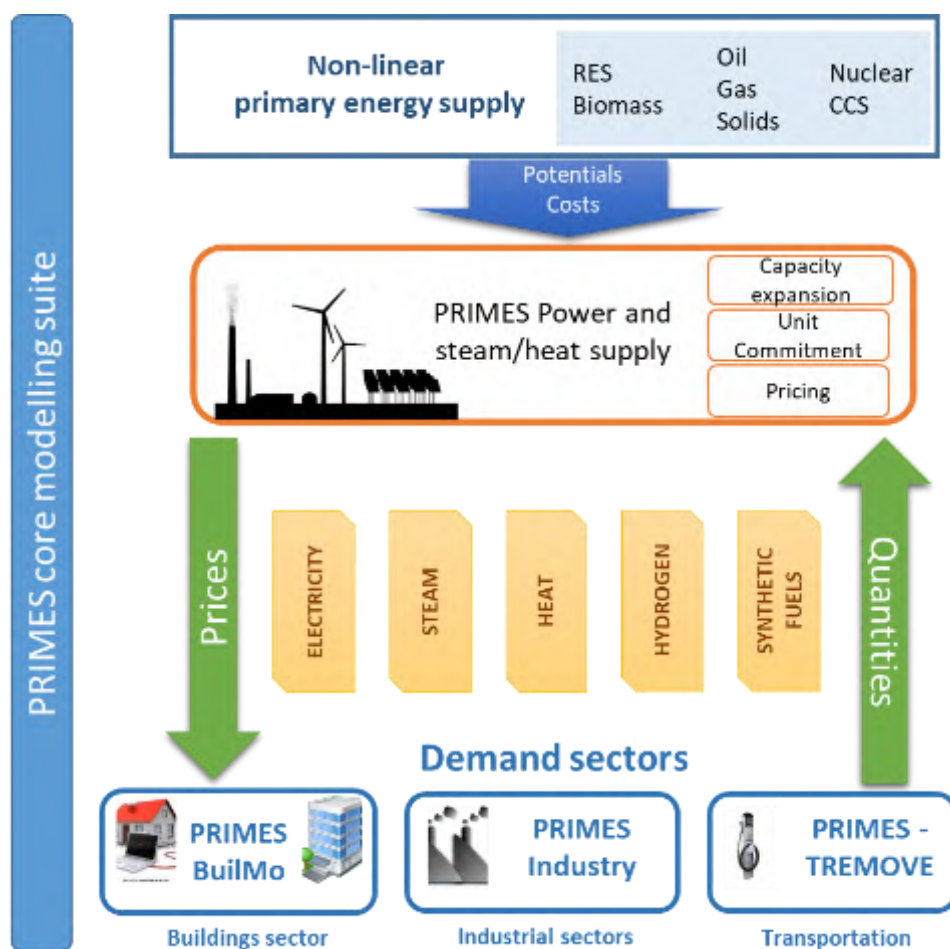 PRIMES core modelling suite
Non-linear
primary energy supply
RES
Biomass
Oil
Gas
Solids
Nuclear
CCS
Potentials
Costs
PRIMES Power and
steam/heat supply
Capacity
expansion
Unit
Commitment
Pricing
Prices
ELECTRICITY
STEAM
HEAT
HYDROGEN
SYNTHETIC
FUELS
Quantities
Demand sectors
PRIMES
BuilMo
PRIMES
Industry
PRIMES -
TREMOVE
Buildings sector
Industrial sectors
Transportation